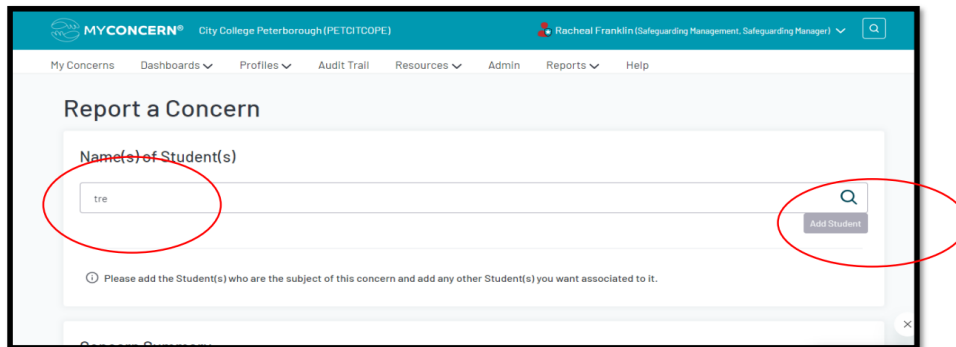 MYCONCERN® City College Peterborough (PETCITCOPE) Racheal Franklin (Safeguarding Management, Safeguarding Manager)
My Concerns Dashboards Profiles Audit Trail Resources Admin Reports Help
Report a Concern
Name(s) of Student(s)
tre
Add Student
Please add the Student(s) who are the subject of this concern and add any other Student(s) you want associated to it.
Concern Summary